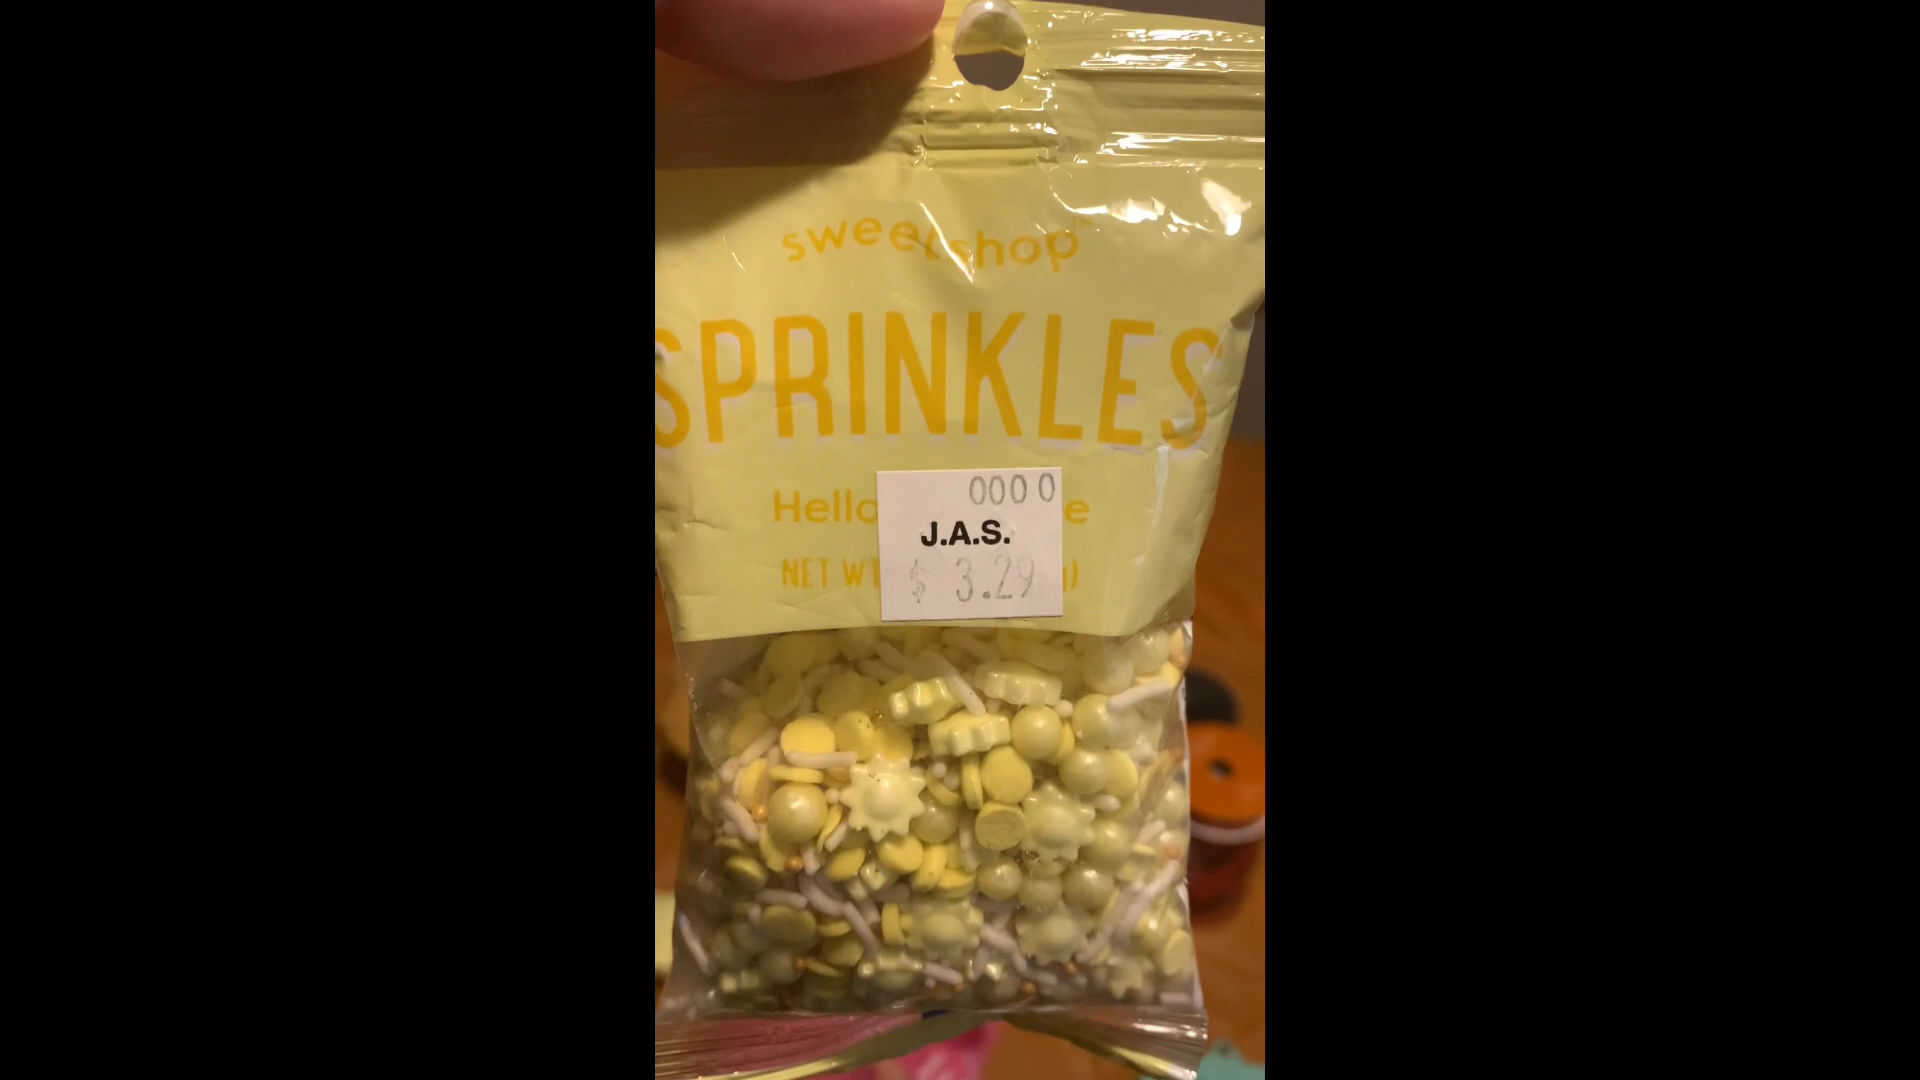 sweetshop
SPRINKLES
Hello
0000
J.A.S.
$ 3.29
NET WT